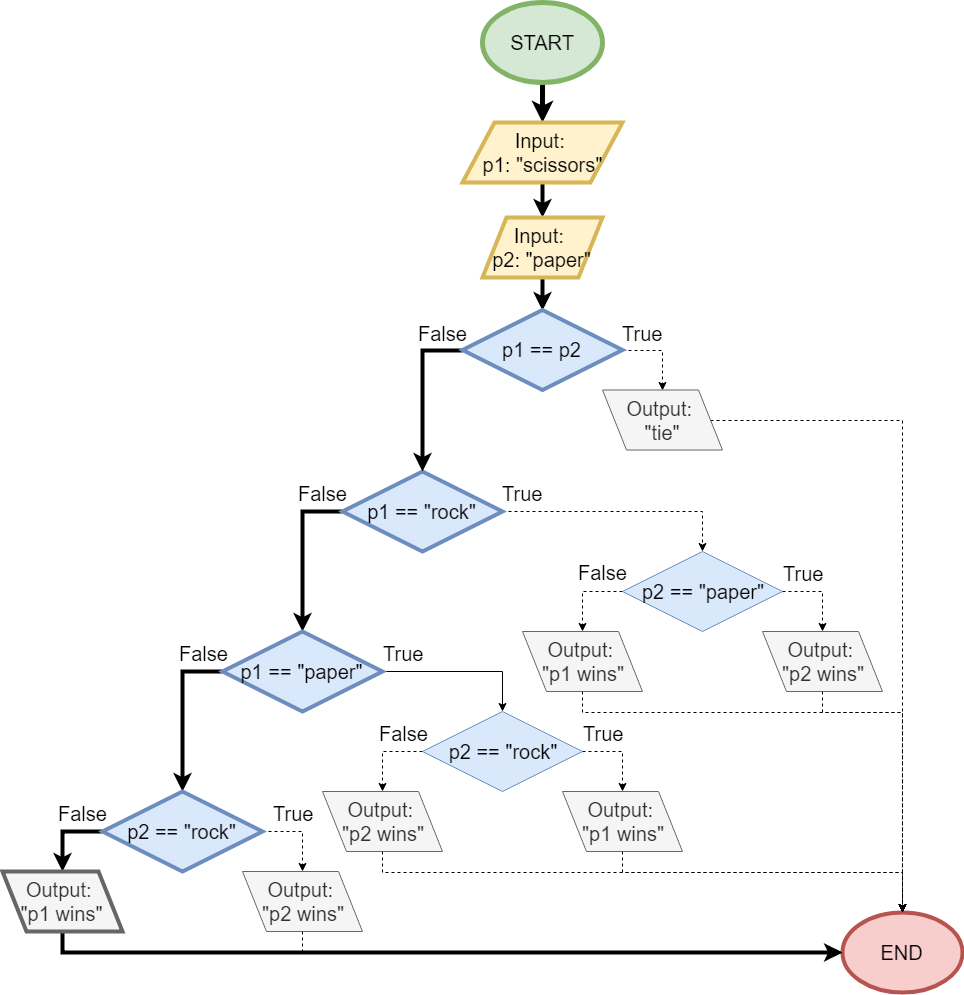 START
Input:
p1: "scissors"
Input:
p2: "paper"
False
True
p1 == p2
Output:
"tie"
False
True
p1 == "rock"
False
True
p2 == "paper"
Output:
"p1 wins"
Output:
"p2 wins"
False
True
p1 == "paper"
False
True
p2 == "rock"
Output:
"p2 wins"
Output:
"p1 wins"
False
True
p2 == "rock"
Output:
"p1 wins"
Output:
"p2 wins"
END